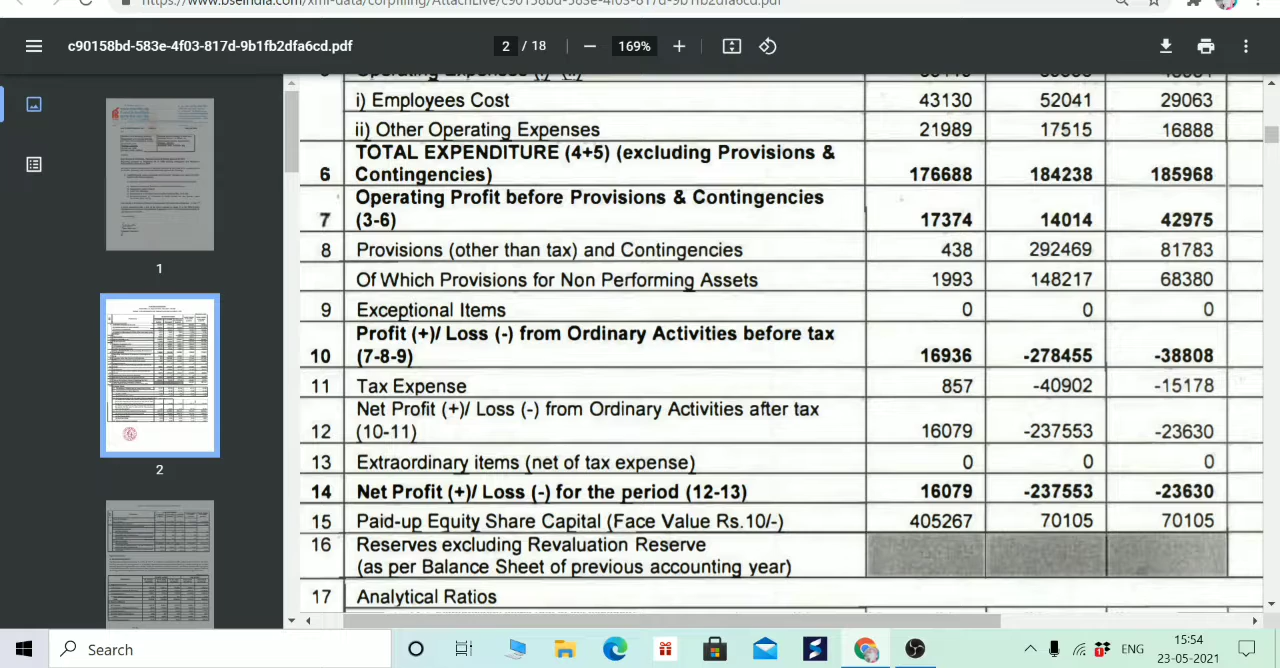 https://www.bseindia.com/xml-data/corpfiling/AttachLive/c90158bd-583e-4f03-817d-9b1fb2dfa6cd.pdf
c90158bd-583e-4f03-817d-9b1fb2dfa6cd.pdf 2 / 18 169%
i) Employees Cost 43130 52041 29063
ii) Other Operating Expenses 21989 17515 16888
TOTAL EXPENDITURE (4+5) (excluding Provisions &
6 Contingencies) 176688 184238 185968
Operating Profit before Provisions & Contingencies
7 (3-6) 17374 14014 42975
8 Provisions (other than tax) and Contingencies 438 292469 81783
Of Which Provisions for Non Performing Assets 1993 148217 68380
9 Exceptional Items 0 0 0
Profit (+)/ Loss (-) from Ordinary Activities before tax
10 (7-8-9) 16936 -278455 -38808
11 Tax Expense 857 -40902 -15178
Net Profit (+)/ Loss (-) from Ordinary Activities after tax
12 (10-11) 16079 -237553 -23630
13 Extraordinary items (net of tax expense) 0 0 0
14 Net Profit (+)/ Loss (-) for the period (12-13) 16079 -237553 -23630
15 Paid-up Equity Share Capital (Face Value Rs.10/-) 405267 70105 70105
16 Reserves excluding Revaluation Reserve
(as per Balance Sheet of previous accounting year)
17 Analytical Ratios
1
2
Search
ENG
15:54
23-05-2021